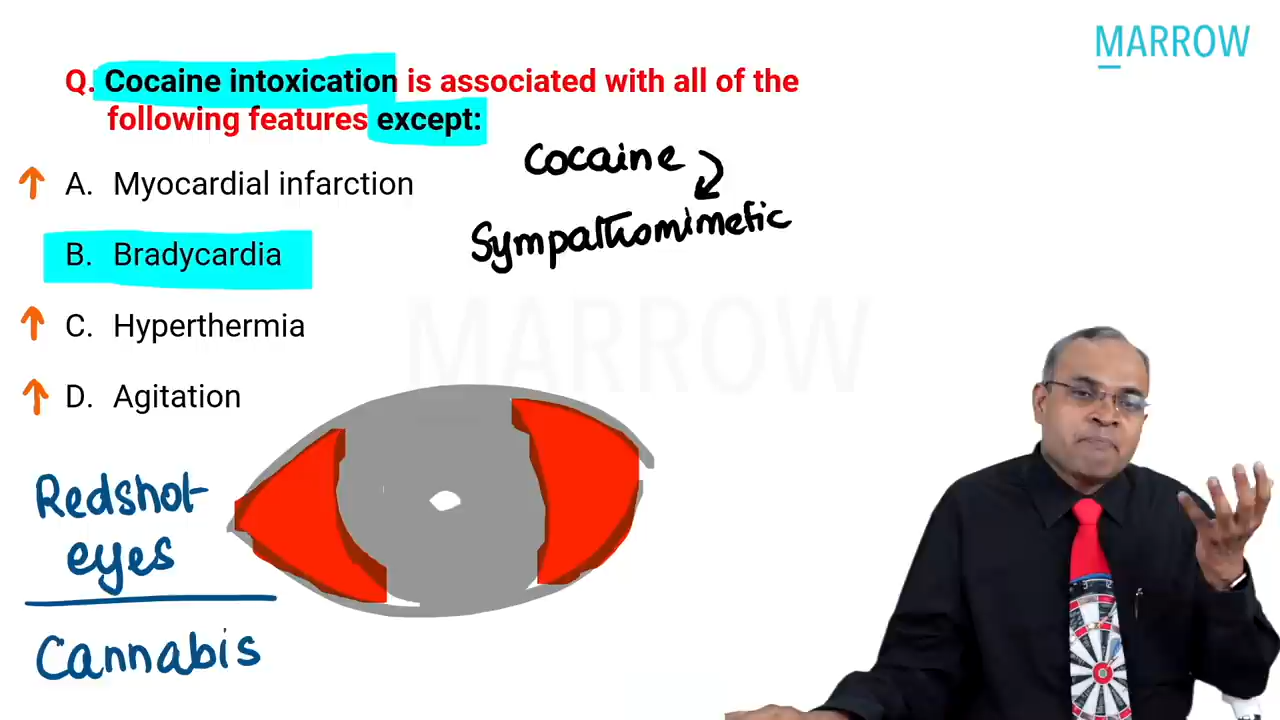 MARROW
Q. Cocaine intoxication is associated with all of the
following features except:
↑ A. Myocardial infarction
B. Bradycardia
↑ C. Hyperthermia
↑ D. Agitation
Cocaine
Sympathomimetic
MARROW
Redshot
eyes
Cannabis